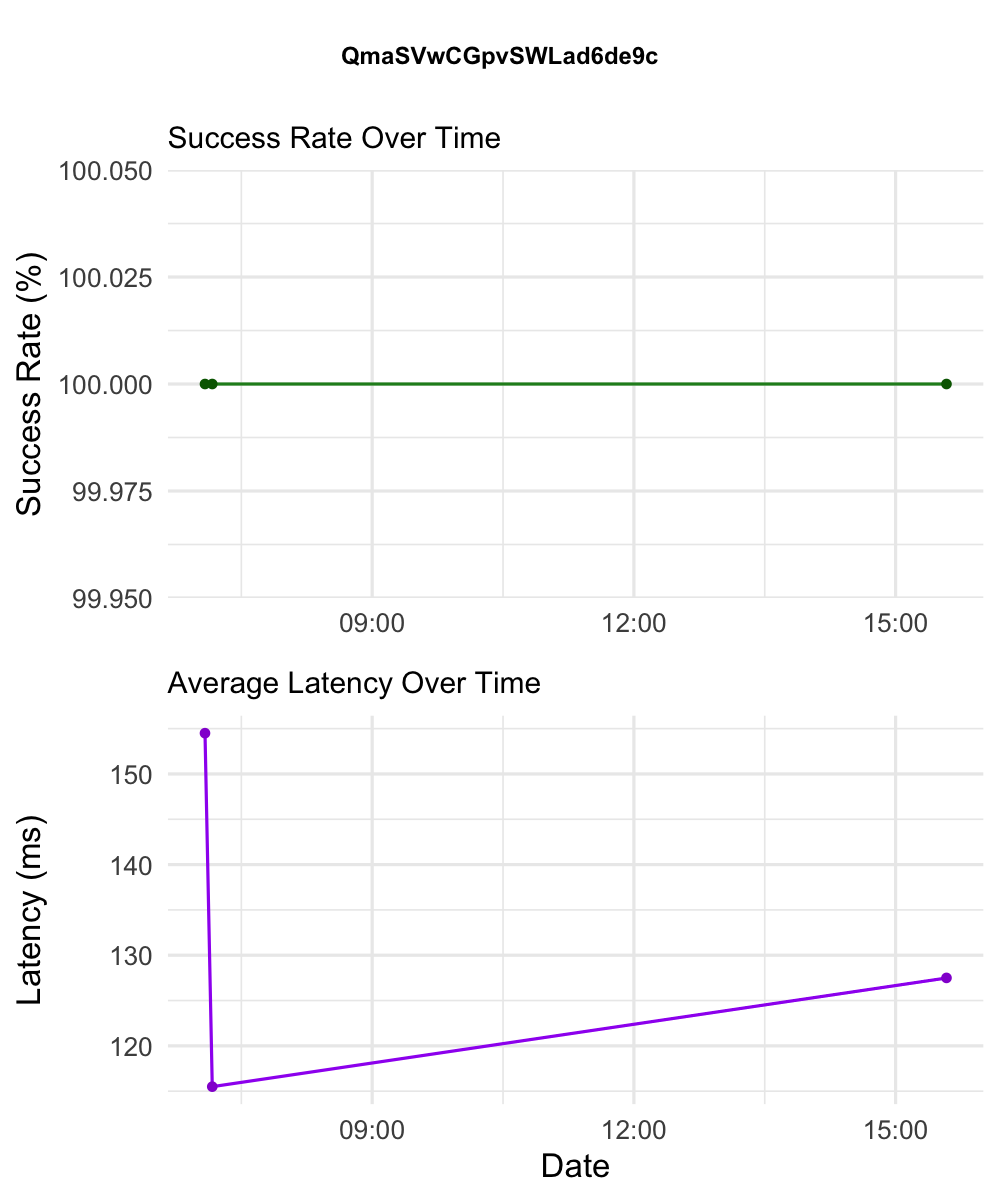 QmaSVwCGpvSWLad6de9c
Success Rate Over Time
Success Rate (%)
100.050
100.025
100.000
99.975
99.950
09:00 12:00 15:00
Average Latency Over Time
Latency (ms)
150
140
130
120
09:00 12:00 15:00
Date